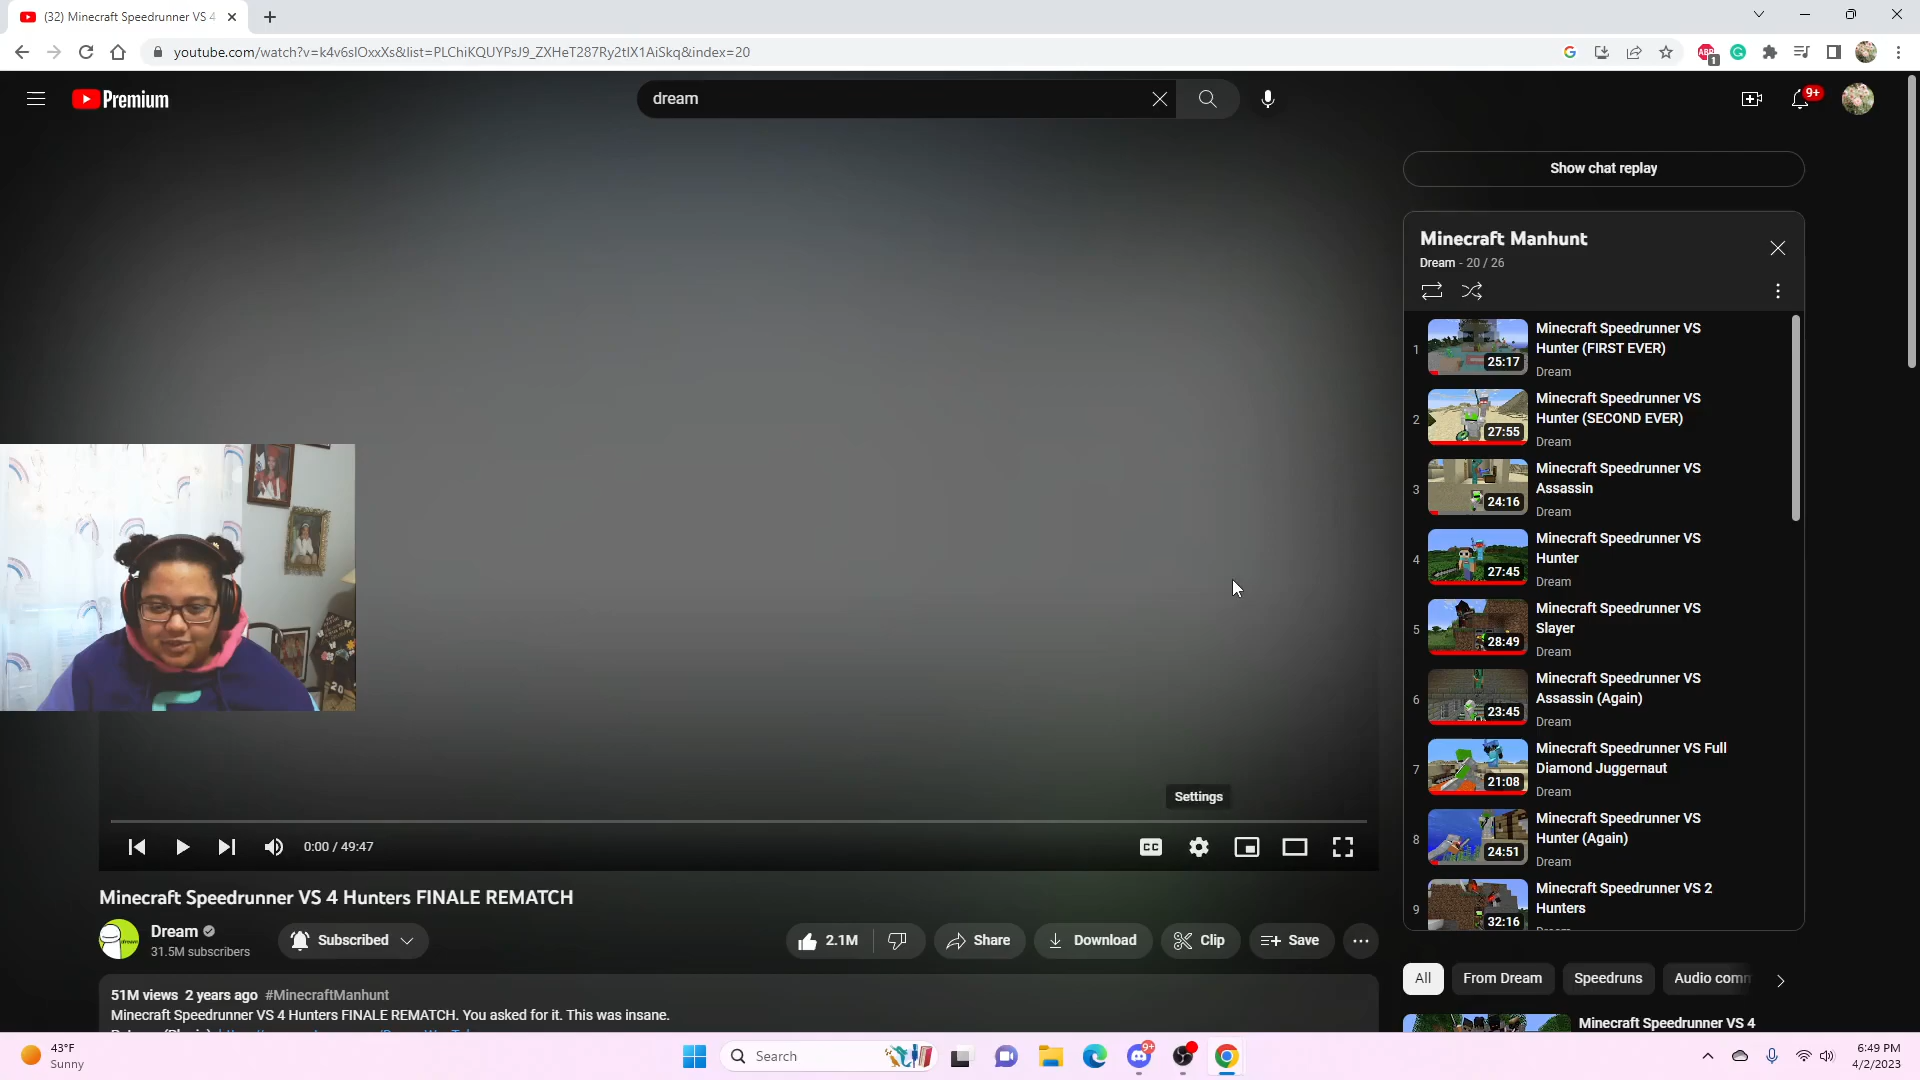 (32) Minecraft Speedrunner VS 4
youtube.com/watch?v=k4v6sIOxxXs&list=PLChiKQUYPsJ9_ZXHeT287Ry2tIX1AiSkq&index=20
ABP
1
Premium
dream
9+
Show chat replay
Minecraft Manhunt
Dream - 20 / 26
1
25:17
Minecraft Speedrunner VS
Hunter (FIRST EVER)
Dream
2
27:55
Minecraft Speedrunner VS
Hunter (SECOND EVER)
Dream
3
24:16
Minecraft Speedrunner VS
Assassin
Dream
4
27:45
Minecraft Speedrunner VS
Hunter
Dream
5
28:49
Minecraft Speedrunner VS
Slayer
Dream
6
23:45
Minecraft Speedrunner VS
Assassin (Again)
Dream
7
21:08
Minecraft Speedrunner VS Full
Diamond Juggernaut
Dream
8
24:51
Minecraft Speedrunner VS
Hunter (Again)
Dream
9
32:16
Minecraft Speedrunner VS 2
Hunters
20
Settings
0:00 / 49:47
CC
Minecraft Speedrunner VS 4 Hunters FINALE REMATCH
Dream
31.5M subscribers
Subscribed
2.1M
Share
Download
Clip
Save
All
From Dream
Speedruns
Audio comm
51M views 2 years ago #MinecraftManhunt
Minecraft Speedrunner VS 4 Hunters FINALE REMATCH. You asked for it. This was insane.
Minecraft Speedrunner VS 4
43°F
Sunny
Search
9+
6:49 PM
4/2/2023